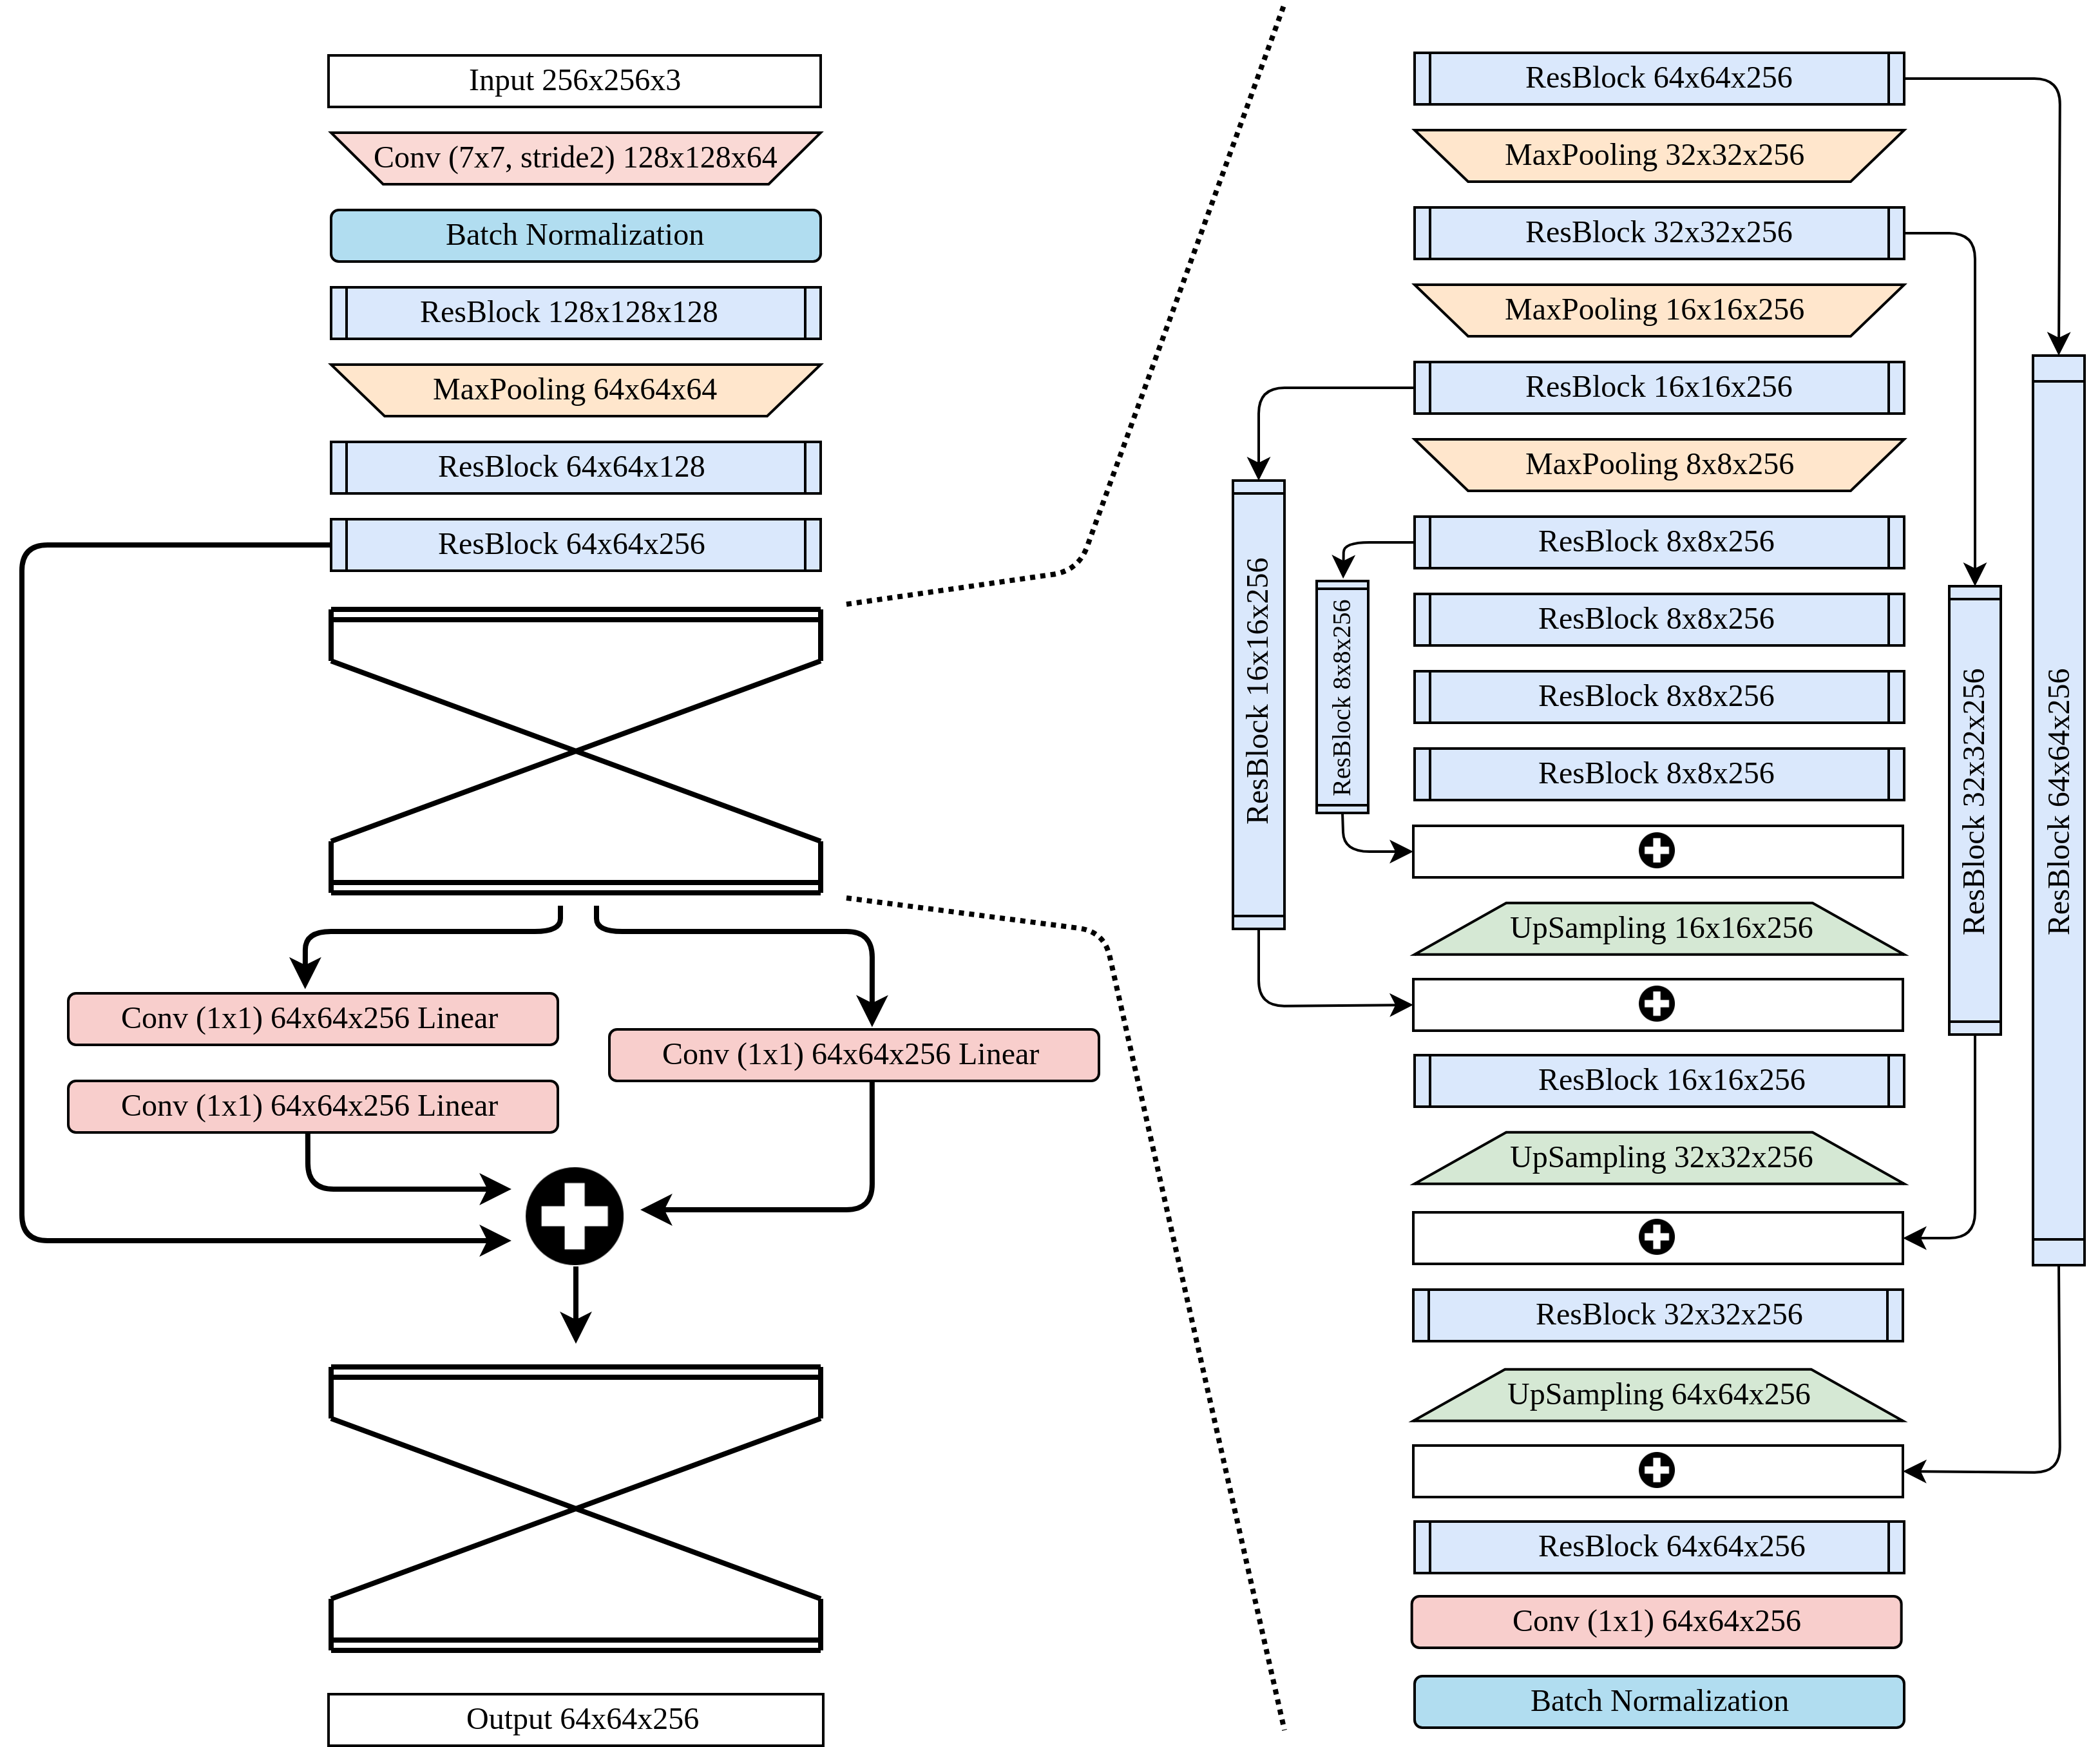 Input 256x256x3
Conv (7x7, stride2) 128x128x64
Batch Normalization
ResBlock 128x128x128
MaxPooling 64x64x64
ResBlock 64x64x128
ResBlock 64x64x256
Conv (1x1) 64x64x256 Linear
Conv (1x1) 64x64x256 Linear
Conv (1x1) 64x64x256 Linear
Output 64x64x256
ResBlock 64x64x256
MaxPooling 32x32x256
ResBlock 32x32x256
MaxPooling 16x16x256
ResBlock 16x16x256
MaxPooling 8x8x256
ResBlock 8x8x256
ResBlock 8x8x256
ResBlock 8x8x256
ResBlock 8x8x256
ResBlock 16x16x256
ResBlock 8x8x256
ResBlock 32x32x256
ResBlock 64x64x256
UpSampling 16x16x256
ResBlock 16x16x256
UpSampling 32x32x256
ResBlock 32x32x256
UpSampling 64x64x256
ResBlock 64x64x256
Conv (1x1) 64x64x256
Batch Normalization